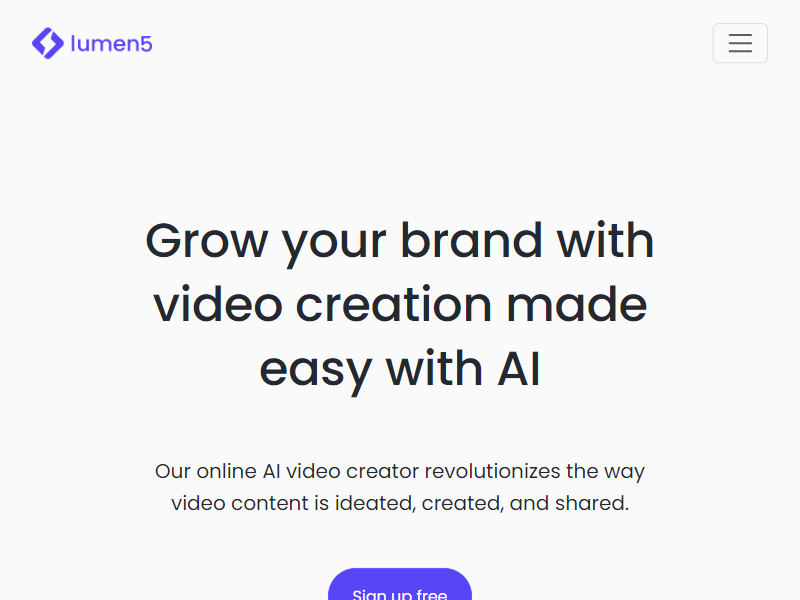 lumen5
Grow your brand with
video creation made
easy with AI
Our online AI video creator revolutionizes the way
video content is ideated, created, and shared.
Sign up free